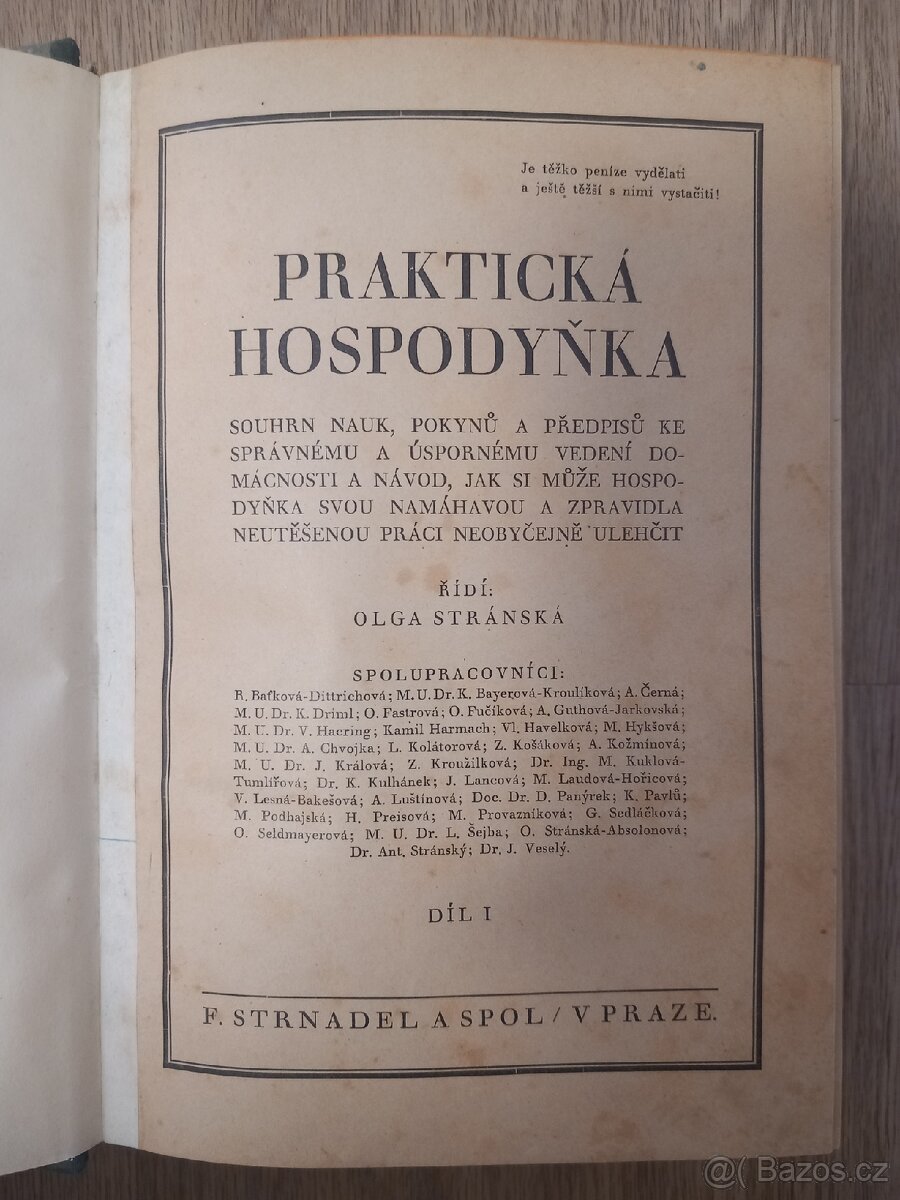 Je těžko peníze vydělati
a ještě těžší s nimi vystačiti!
PRAKTICKÁ
HOSPODYŇKA
SOUHRN NAUK, POKYNŮ A PŘEDPISŮ KE
SPRÁVNÉMU A ÚSPORNÉMU VEDENÍ DO-
MÁCNOSTI A NÁVOD, JAK SI MŮŽE HOSPO-
DYŇKA SVOU NAMÁHAVOU A ZPRAVIDLA
NEUTĚŠENOU PRÁCI NEOBYČEJNĚ ULEHČIT
ŘÍDÍ:
OLGA STRÁNSKÁ
SPOLUPRACOVNÍCI:
R. Baťková-Dittrichová; M. U. Dr. K. Bayerová-Kroulíková; A. Černá;
M. U. Dr. K. Driml; O. Fastrová; O. Fučíková; A. Guthová-Jarkovská;
M. U. Dr. V. Haering; Kamil Harmach; Vl. Havelková; M. Hykšová;
M. U. Dr. A. Chvojka; L. Kolátorová; Z. Košáková; A. Kožmínová;
M. U. Dr. J. Králová; Z. Kroužilková; Dr. Ing. M. Kuklová-
Tumlířová; Dr. K. Kulhánek; J. Lancová; M. Laudová-Hořicová;
V. Lesná-Bakešová; A. Luštinová; Doc. Dr. D. Panýrek; K. Pavlů;
M. Podhajská; H. Preisová; M. Provazníková; G. Sedláčková;
O. Seldmayerová; M. U. Dr. L. Šejba; O. Stránská-Absolonová;
Dr. Ant. Stránský; Dr. J. Veselý.
DÍL I
F. STRNADEL A SPOL / V PRAZE.
@( Bazos.cz